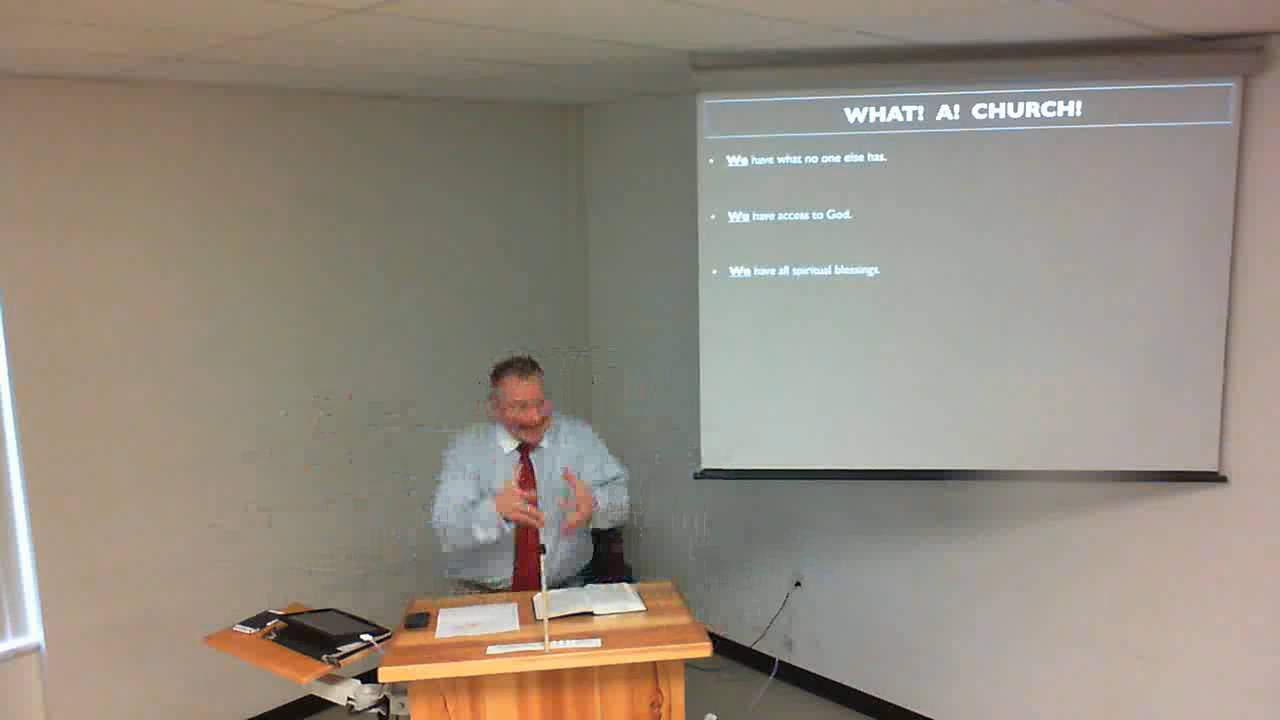 WHAT! A! CHURCH!
• We have what no one else has.
• We have access to God.
• We have all spiritual blessings.